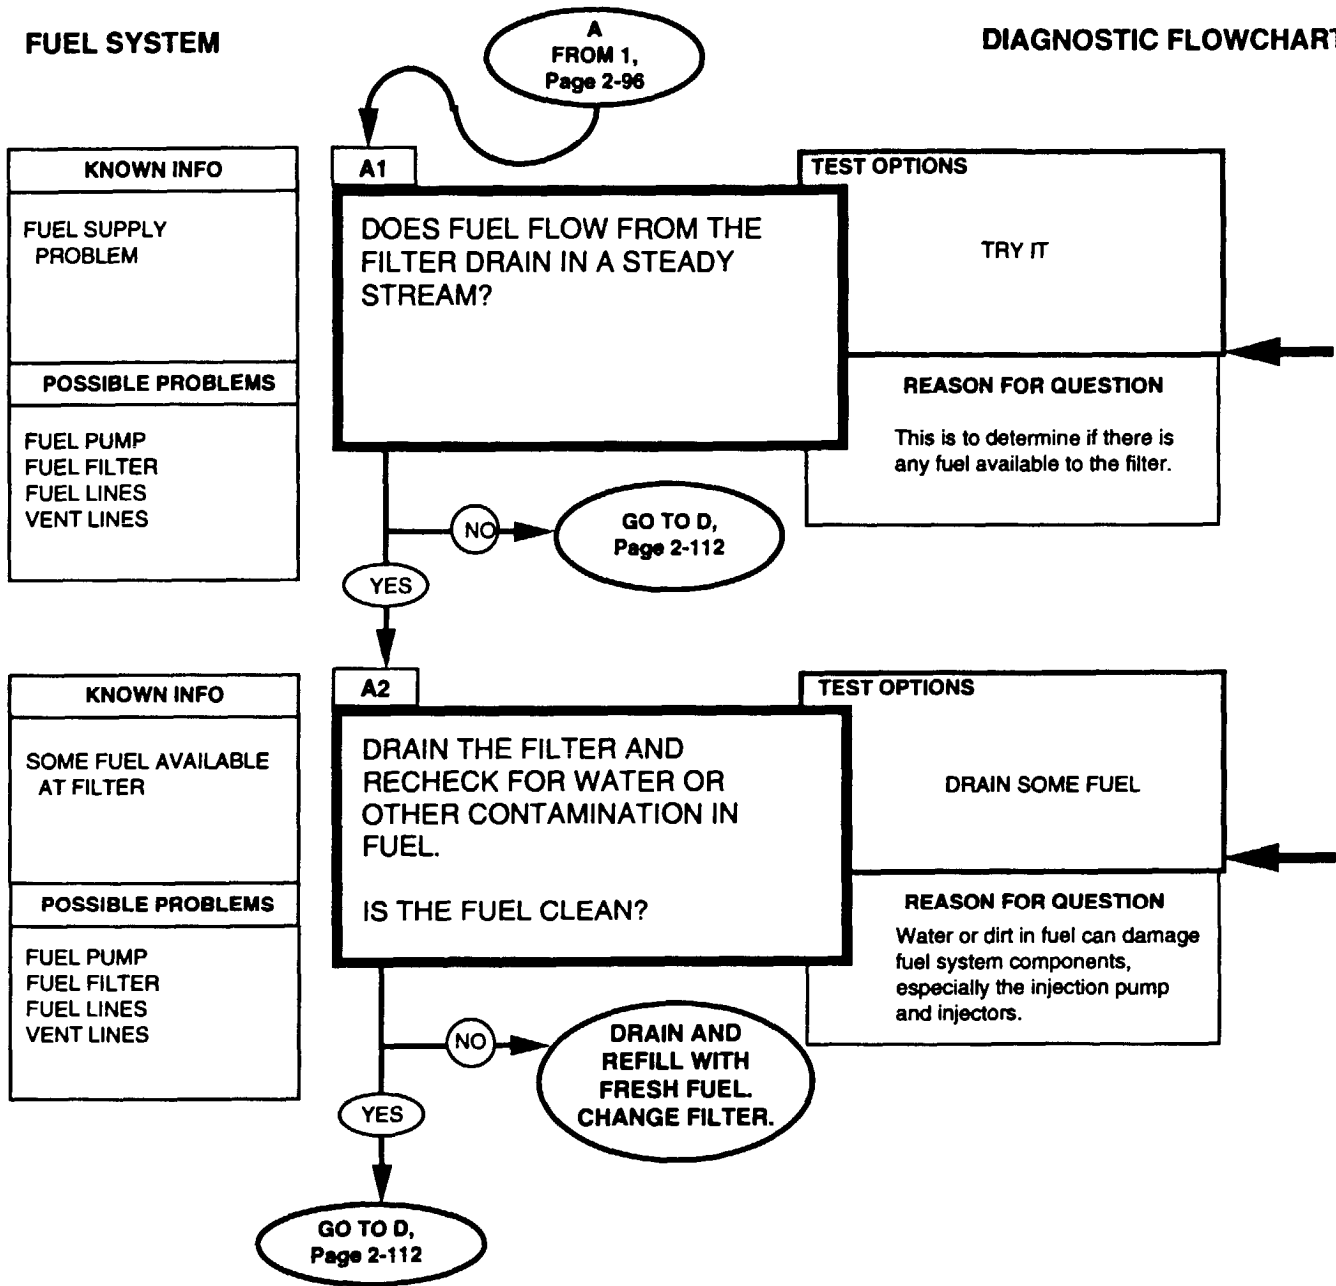 FUEL SYSTEM
DIAGNOSTIC FLOWCHART
A
FROM 1,
Page 2-96
KNOWN INFO
FUEL SUPPLY
PROBLEM
POSSIBLE PROBLEMS
FUEL PUMP
FUEL FILTER
FUEL LINES
VENT LINES
A1
DOES FUEL FLOW FROM THE
FILTER DRAIN IN A STEADY
STREAM?
TEST OPTIONS
TRY IT
REASON FOR QUESTION
This is to determine if there is
any fuel available to the filter.
NO
GO TO D,
Page 2-112
YES
KNOWN INFO
SOME FUEL AVAILABLE
AT FILTER
POSSIBLE PROBLEMS
FUEL PUMP
FUEL FILTER
FUEL LINES
VENT LINES
A2
DRAIN THE FILTER AND
RECHECK FOR WATER OR
OTHER CONTAMINATION IN
FUEL.
IS THE FUEL CLEAN?
TEST OPTIONS
DRAIN SOME FUEL
REASON FOR QUESTION
Water or dirt in fuel can damage
fuel system components,
especially the injection pump
and injectors.
NO
DRAIN AND
REFILL WITH
FRESH FUEL.
CHANGE FILTER.
YES
GO TO D,
Page 2-112